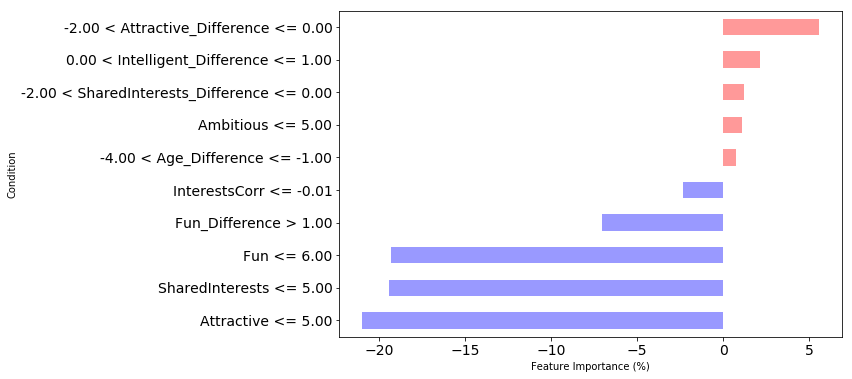 -2.00 < Attractive_Difference <= 0.00
0.00 < Intelligent_Difference <= 1.00
-2.00 < SharedInterests_Difference <= 0.00
Ambitious <= 5.00
-4.00 < Age_Difference <= -1.00
InterestsCorr <= -0.01
Fun_Difference > 1.00
Fun <= 6.00
SharedInterests <= 5.00
Attractive <= 5.00
Condition
−20 −15 −10 −5 0 5
Feature Importance (%)